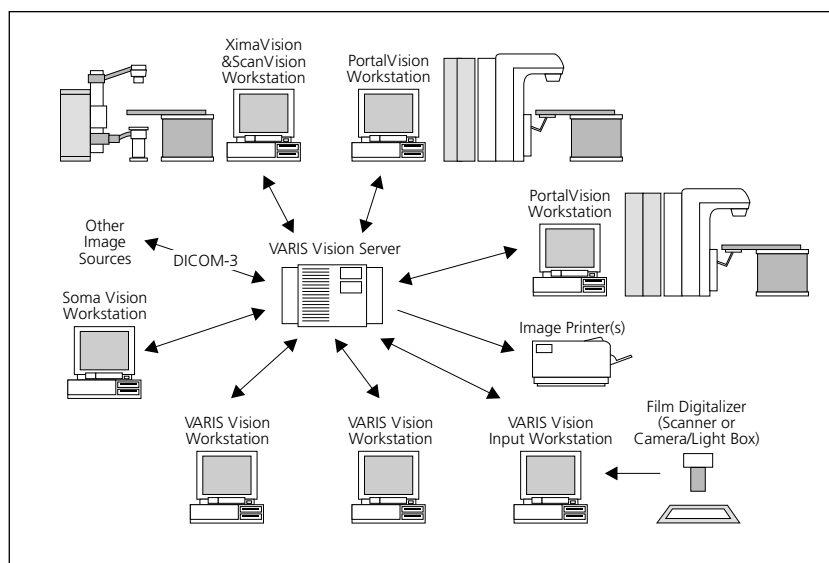 XimaVision
&ScanVision
Workstation
PortalVision
Workstation
PortalVision
Workstation
Other
Image
Sources
DICOM-3
VARIS Vision Server
Soma Vision
Workstation
Image Printer(s)
VARIS Vision
Workstation
VARIS Vision
Workstation
VARIS Vision
Input Workstation
Film Digitalizer
(Scanner or
Camera/Light Box)